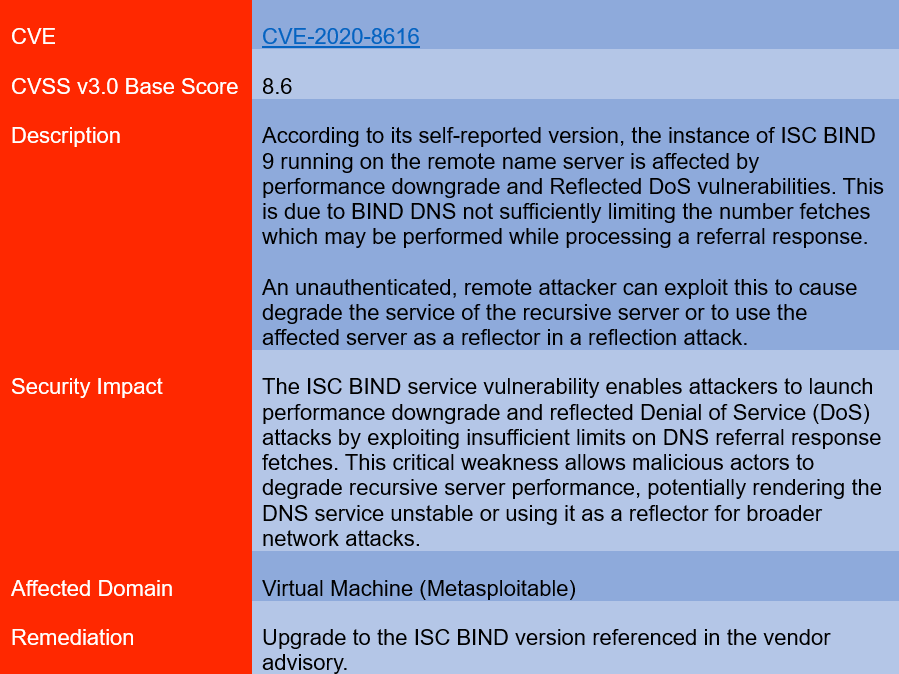 CVE
CVE-2020-8616
CVSS v3.0 Base Score
8.6
Description
According to its self-reported version, the instance of ISC BIND
9 running on the remote name server is affected by
performance downgrade and Reflected DoS vulnerabilities. This
is due to BIND DNS not sufficiently limiting the number fetches
which may be performed while processing a referral response.
An unauthenticated, remote attacker can exploit this to cause
degrade the service of the recursive server or to use the
affected server as a reflector in a reflection attack.
Security Impact
The ISC BIND service vulnerability enables attackers to launch
performance downgrade and reflected Denial of Service (DoS)
attacks by exploiting insufficient limits on DNS referral response
fetches. This critical weakness allows malicious actors to
degrade recursive server performance, potentially rendering the
DNS service unstable or using it as a reflector for broader
network attacks.
Affected Domain
Virtual Machine (Metasploitable)
Remediation
Upgrade to the ISC BIND version referenced in the vendor
advisory.